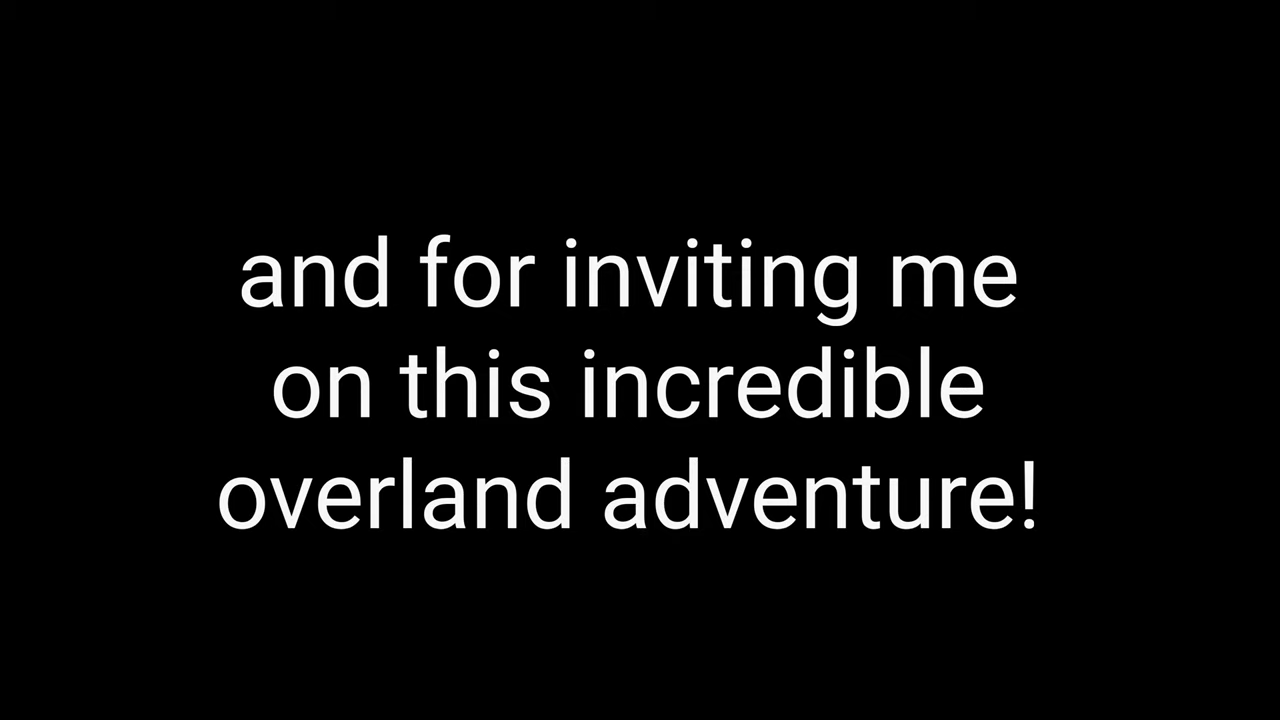 and for inviting me
on this incredible
overland adventure!